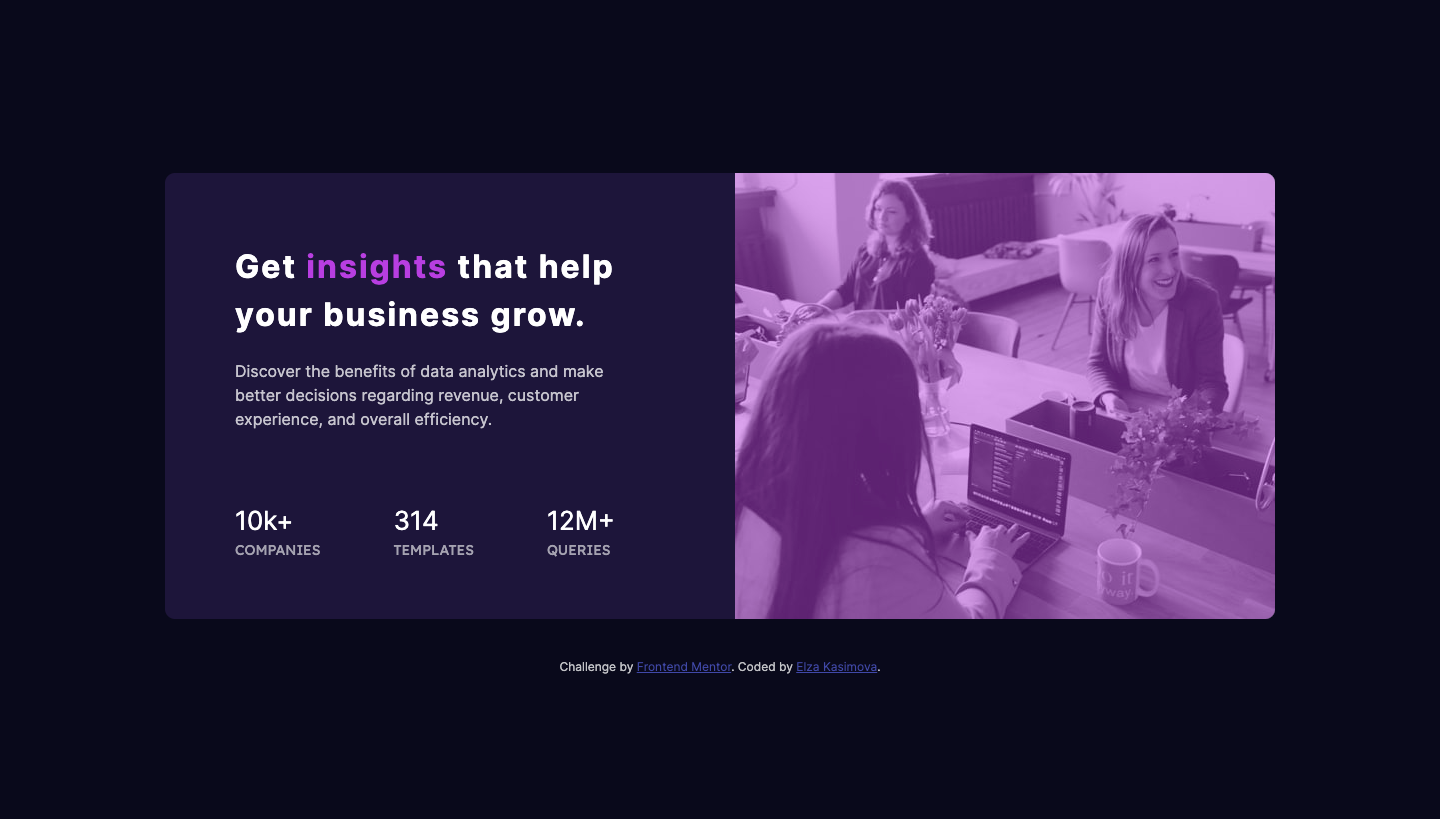 Get insights that help
your business grow.
Discover the benefits of data analytics and make
better decisions regarding revenue, customer
experience, and overall efficiency.
10k+ 314 12M+
COMPANIES TEMPLATES QUERIES
Challenge by Frontend Mentor. Coded by Elza Kasimova.